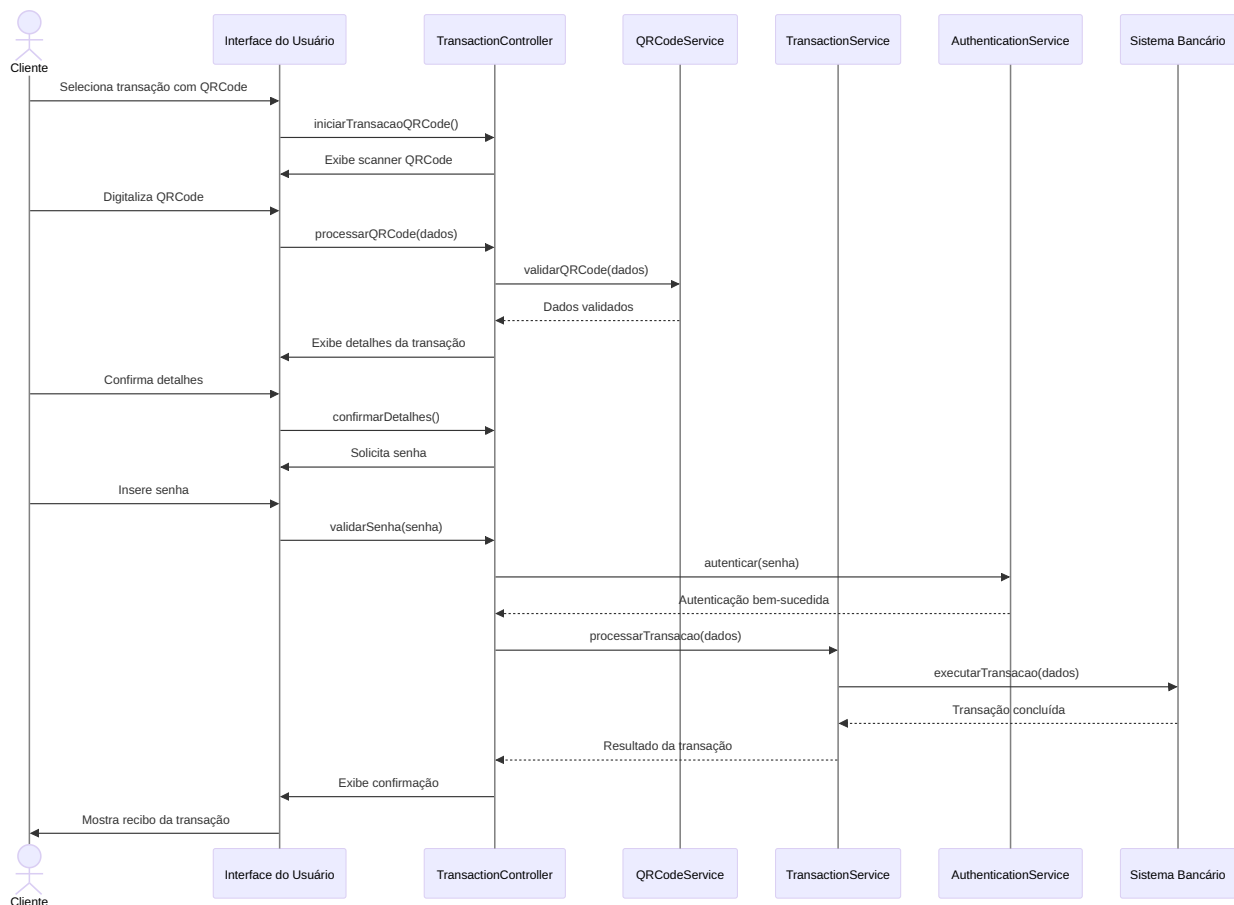 Cliente
Interface do Usuário
TransactionController
QRCodeService
TransactionService
AuthenticationService
Sistema Bancário
Seleciona transação com QRCode
iniciarTransacaoQRCode()
Exibe scanner QRCode
Digitaliza QRCode
processarQRCode(dados)
validarQRCode(dados)
Dados validados
Exibe detalhes da transação
Confirma detalhes
confirmarDetalhes()
Solicita senha
Insere senha
validarSenha(senha)
autenticar(senha)
Autenticação bem-sucedida
processarTransacao(dados)
executarTransacao(dados)
Transação concluída
Resultado da transação
Exibe confirmação
Mostra recibo da transação
Cliente
Interface do Usuário
TransactionController
QRCodeService
TransactionService
AuthenticationService
Sistema Bancário